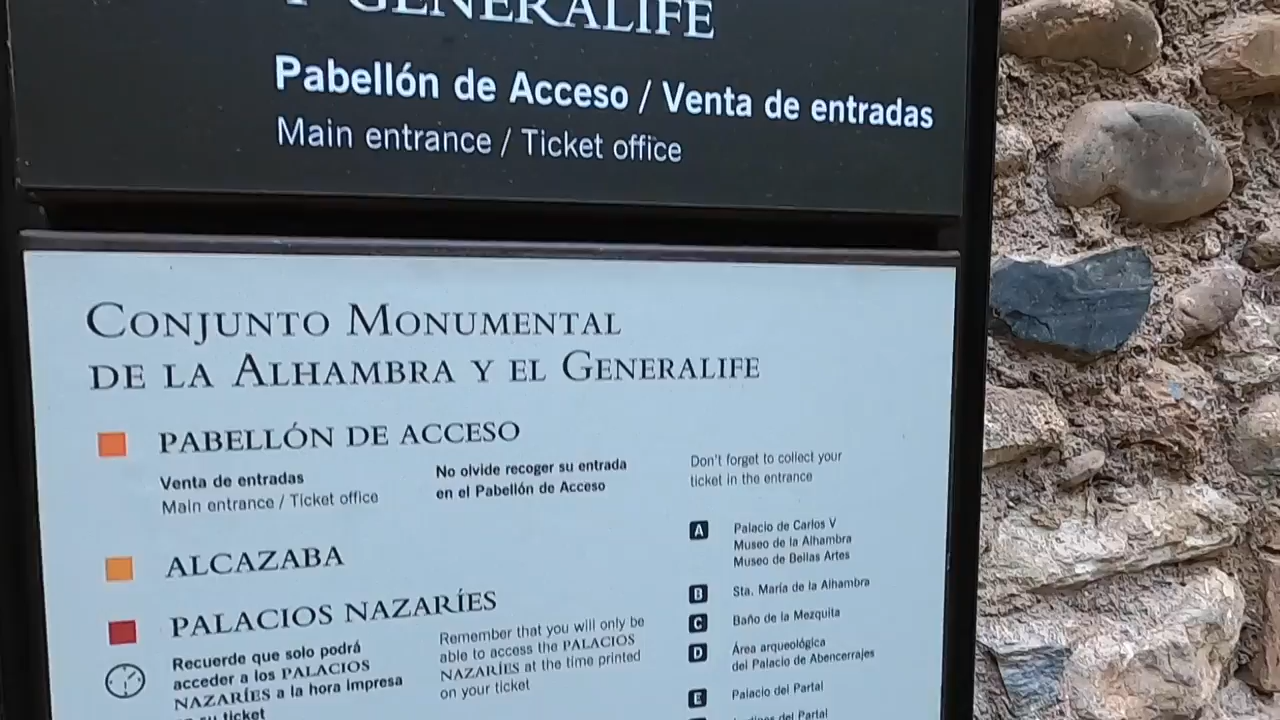 Y GENERALIFE
Pabellón de Acceso / Venta de entradas
Main entrance / Ticket office
CONJUNTO MONUMENTAL
DE LA ALHAMBRA Y EL GENERALIFE
PABELLÓN DE ACCESO
Venta de entradas
Main entrance / Ticket office
No olvide recoger su entrada
en el Pabellón de Acceso
Don't forget to collect your
ticket in the entrance
ALCAZABA
PALACIOS NAZARÍES
Recuerde que solo podrá
acceder a los PALACIOS
NAZARÍES a la hora impresa
en su ticket
Remember that you will only be
able to access the PALACIOS
NAZARÍES at the time printed
on your ticket
A Palacio de Carlos V
Museo de la Alhambra
Museo de Bellas Artes
B Sta. María de la Alhambra
C Baño de la Mezquita
D Área arqueológica
del Palacio de Abencerrajes
E Palacio del Partal
del Partal